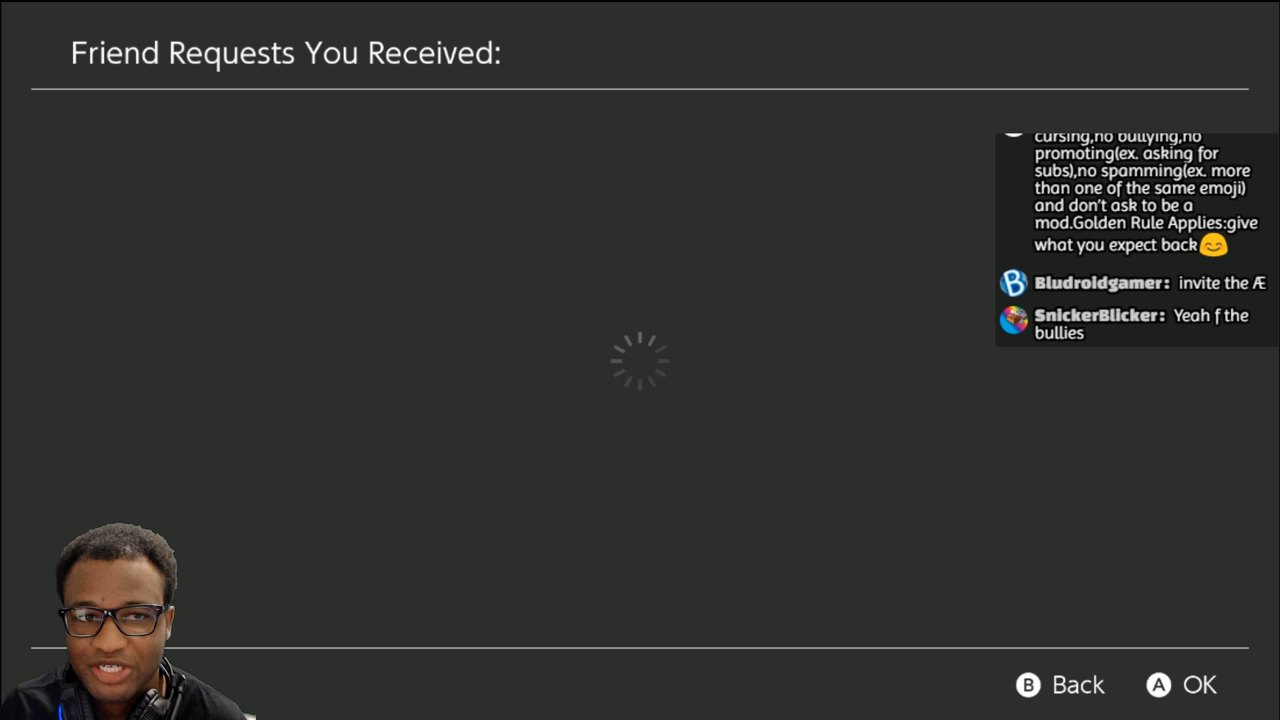 Friend Requests You Received:
cursing,no bullying,no
promoting(ex. asking for
subs),no spamming(ex. more
than one of the same emoji)
and don't ask to be a
mod.Golden Rule Applies:give
what you expect back😊
Bludroidgamer: invite the Æ
SnickerBlicker: Yeah f the
bullies
B Back A OK